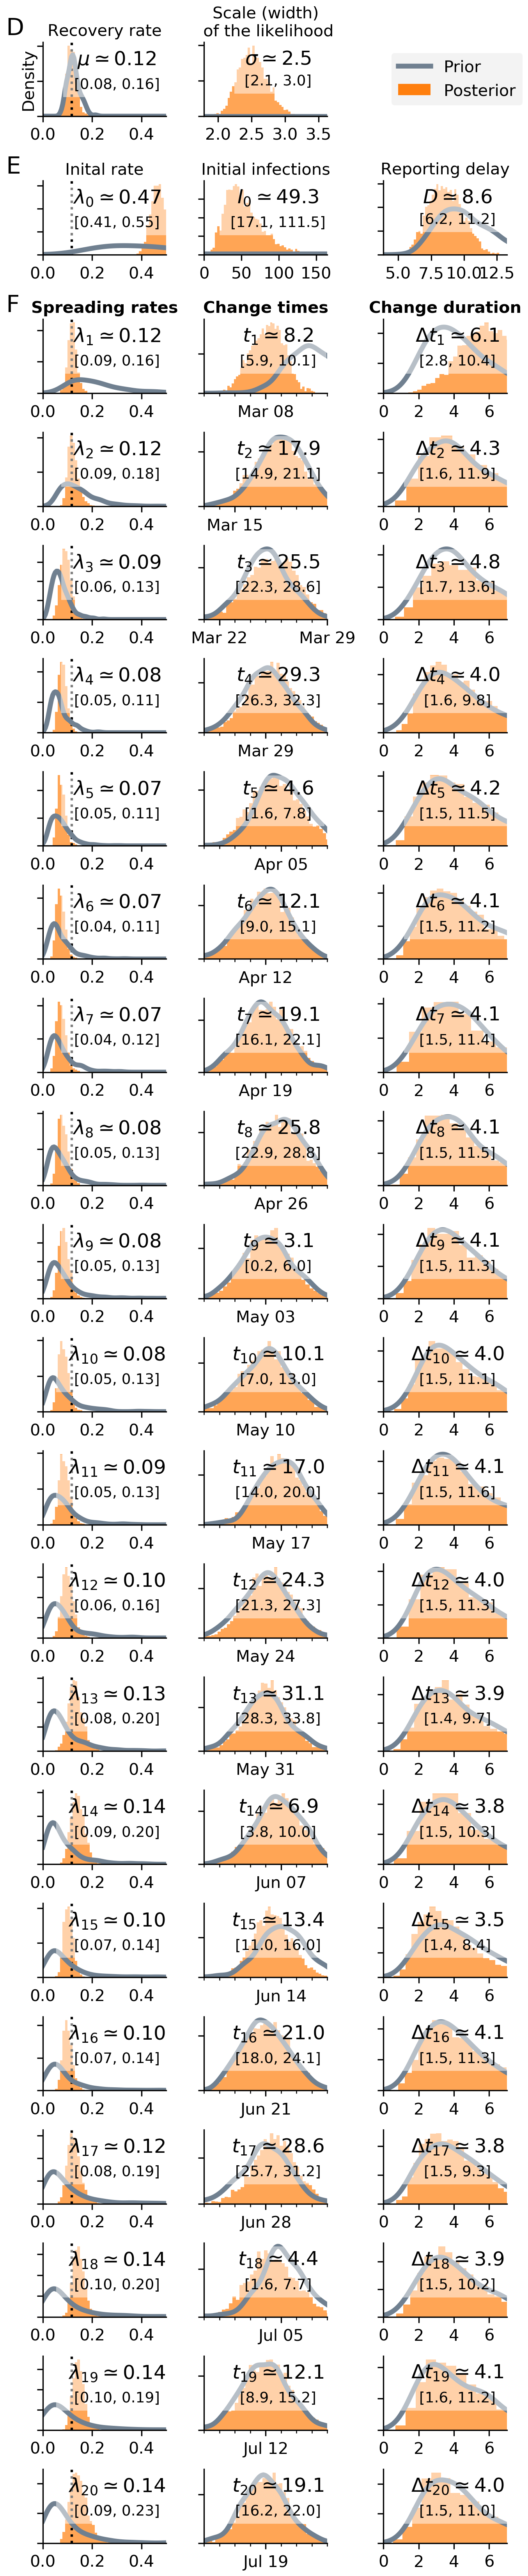 D
Recovery rate
Scale (width)
of the likelihood
Density
μ ≃ 0.12
[0.08, 0.16]
σ ≃ 2.5
[2.1, 3.0]
Prior
Posterior
0.0 0.2 0.4
2.0 2.5 3.0 3.5
E
Inital rate
Initial infections
Reporting delay
λ0 ≃ 0.47
[0.41, 0.55]
I0 ≃ 49.3
[17.1, 111.5]
D ≃ 8.6
[6.2, 11.2]
0.0 0.2 0.4
0 50 100 150
5.0 7.5 10.0 12.5
F
Spreading rates
Change times
Change duration
λ1 ≃ 0.12
[0.09, 0.16]
t1 ≃ 8.2
[5.9, 10.1]
Δt1 ≃ 6.1
[2.8, 10.4]
0.0 0.2 0.4
Mar 08
0 2 4 6
λ2 ≃ 0.12
[0.09, 0.18]
t2 ≃ 17.9
[14.9, 21.1]
Δt2 ≃ 4.3
[1.6, 11.9]
0.0 0.2 0.4
Mar 15
0 2 4 6
λ3 ≃ 0.09
[0.06, 0.13]
t3 ≃ 25.5
[22.3, 28.6]
Δt3 ≃ 4.8
[1.7, 13.6]
0.0 0.2 0.4
Mar 22 Mar 29
0 2 4 6
λ4 ≃ 0.08
[0.05, 0.11]
t4 ≃ 29.3
[26.3, 32.3]
Δt4 ≃ 4.0
[1.6, 9.8]
0.0 0.2 0.4
Mar 29
0 2 4 6
λ5 ≃ 0.07
[0.05, 0.11]
t5 ≃ 4.6
[1.6, 7.8]
Δt5 ≃ 4.2
[1.5, 11.5]
0.0 0.2 0.4
Apr 05
0 2 4 6
λ6 ≃ 0.07
[0.04, 0.11]
t6 ≃ 12.1
[9.0, 15.1]
Δt6 ≃ 4.1
[1.5, 11.2]
0.0 0.2 0.4
Apr 12
0 2 4 6
λ7 ≃ 0.07
[0.04, 0.12]
t7 ≃ 19.1
[16.1, 22.1]
Δt7 ≃ 4.1
[1.5, 11.4]
0.0 0.2 0.4
Apr 19
0 2 4 6
λ8 ≃ 0.08
[0.05, 0.13]
t8 ≃ 25.8
[22.9, 28.8]
Δt8 ≃ 4.1
[1.5, 11.5]
0.0 0.2 0.4
Apr 26
0 2 4 6
λ9 ≃ 0.08
[0.05, 0.13]
t9 ≃ 3.1
[0.2, 6.0]
Δt9 ≃ 4.1
[1.5, 11.3]
0.0 0.2 0.4
May 03
0 2 4 6
λ10 ≃ 0.08
[0.05, 0.13]
t10 ≃ 10.1
[7.0, 13.0]
Δt10 ≃ 4.0
[1.5, 11.1]
0.0 0.2 0.4
May 10
0 2 4 6
λ11 ≃ 0.09
[0.05, 0.13]
t11 ≃ 17.0
[14.0, 20.0]
Δt11 ≃ 4.1
[1.5, 11.6]
0.0 0.2 0.4
May 17
0 2 4 6
λ12 ≃ 0.10
[0.06, 0.16]
t12 ≃ 24.3
[21.3, 27.3]
Δt12 ≃ 4.0
[1.5, 11.3]
0.0 0.2 0.4
May 24
0 2 4 6
λ13 ≃ 0.13
[0.08, 0.20]
t13 ≃ 31.1
[28.3, 33.8]
Δt13 ≃ 3.9
[1.4, 9.7]
0.0 0.2 0.4
May 31
0 2 4 6
λ14 ≃ 0.14
[0.09, 0.20]
t14 ≃ 6.9
[3.8, 10.0]
Δt14 ≃ 3.8
[1.5, 10.3]
0.0 0.2 0.4
Jun 07
0 2 4 6
λ15 ≃ 0.10
[0.07, 0.14]
t15 ≃ 13.4
[11.0, 16.0]
Δt15 ≃ 3.5
[1.4, 8.4]
0.0 0.2 0.4
Jun 14
0 2 4 6
λ16 ≃ 0.10
[0.07, 0.14]
t16 ≃ 21.0
[18.0, 24.1]
Δt16 ≃ 4.1
[1.5, 11.3]
0.0 0.2 0.4
Jun 21
0 2 4 6
λ17 ≃ 0.12
[0.08, 0.19]
t17 ≃ 28.6
[25.7, 31.2]
Δt17 ≃ 3.8
[1.5, 9.3]
0.0 0.2 0.4
Jun 28
0 2 4 6
λ18 ≃ 0.14
[0.10, 0.20]
t18 ≃ 4.4
[1.6, 7.7]
Δt18 ≃ 3.9
[1.5, 10.2]
0.0 0.2 0.4
Jul 05
0 2 4 6
λ19 ≃ 0.14
[0.10, 0.19]
t19 ≃ 12.1
[8.9, 15.2]
Δt19 ≃ 4.1
[1.6, 11.2]
0.0 0.2 0.4
Jul 12
0 2 4 6
λ20 ≃ 0.14
[0.09, 0.23]
t20 ≃ 19.1
[16.2, 22.0]
Δt20 ≃ 4.0
[1.5, 11.0]
0.0 0.2 0.4
Jul 19
0 2 4 6